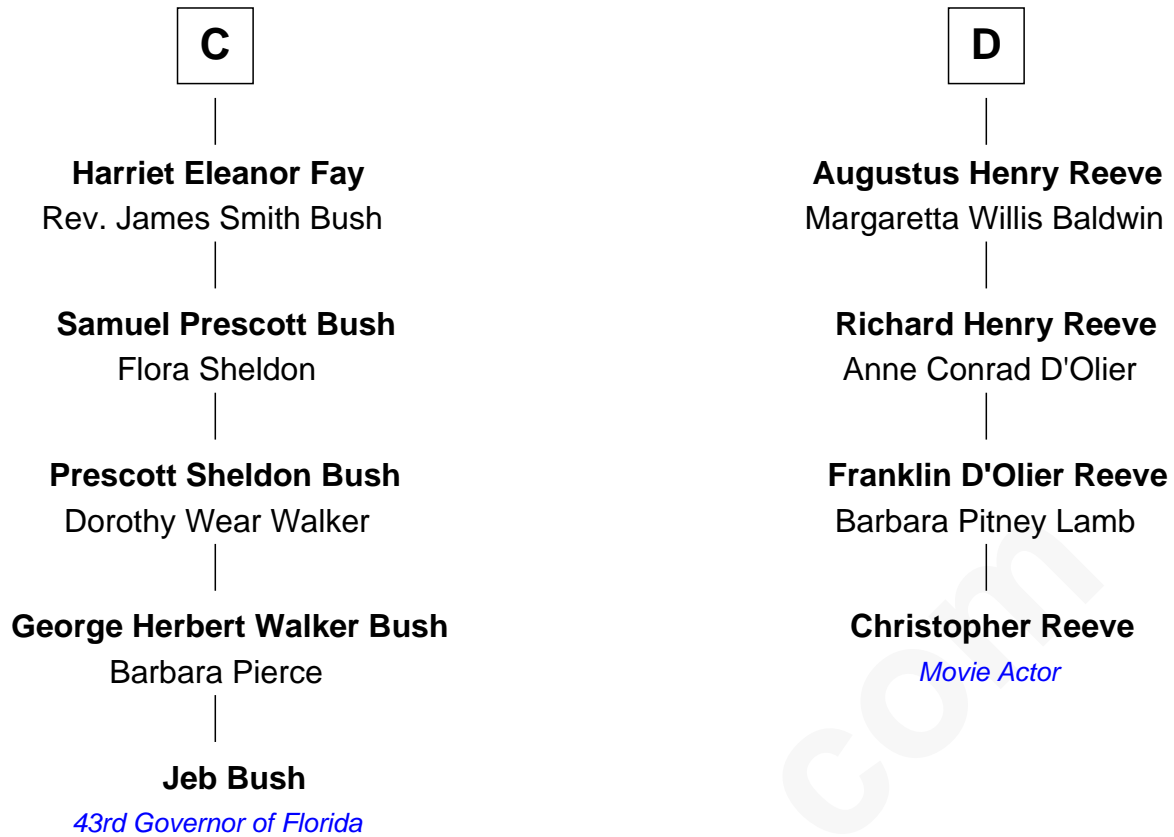 C
Harriet Eleanor Fay
Rev. James Smith Bush
Samuel Prescott Bush
Flora Sheldon
Prescott Sheldon Bush
Dorothy Wear Walker
George Herbert Walker Bush
Barbara Pierce
Jeb Bush
43rd Governor of Florida
D
Augustus Henry Reeve
Margaretta Willis Baldwin
Richard Henry Reeve
Anne Conrad D'Olier
Franklin D'Olier Reeve
Barbara Pitney Lamb
Christopher Reeve
Movie Actor
com